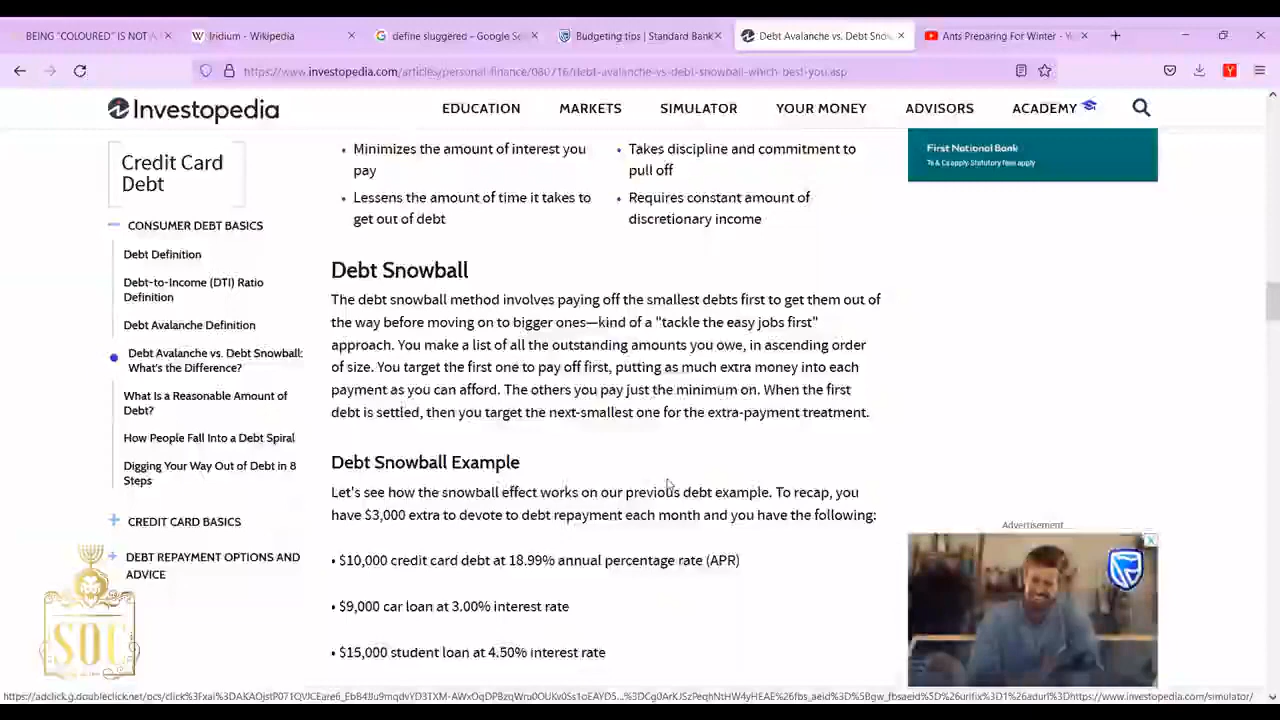 BEING "COLOURED" IS NOT
Iridium - Wikipedia
define sluggered - Google Se
Budgeting tips | Standard Bank
Debt Avalanche vs. Debt Snow
Ants Preparing For Winter - Y
https://www.investopedia.com/articles/personal-finance/080716/debt-avalanche-vs-debt-snowball-which-best-you.asp
Investopedia
EDUCATION
MARKETS
SIMULATOR
YOUR MONEY
ADVISORS
ACADEMY
Credit Card
Debt
CONSUMER DEBT BASICS
Debt Definition
Debt-to-Income (DTI) Ratio
Definition
Debt Avalanche Definition
Debt Avalanche vs. Debt Snowball:
What's the Difference?
What Is a Reasonable Amount of
Debt?
How People Fall Into a Debt Spiral
Digging Your Way Out of Debt in 8
Steps
CREDIT CARD BASICS
DEBT REPAYMENT OPTIONS AND
ADVICE
• Minimizes the amount of interest you
pay
• Lessens the amount of time it takes to
get out of debt
• Takes discipline and commitment to
pull off
• Requires constant amount of
discretionary income
Debt Snowball
The debt snowball method involves paying off the smallest debts first to get them out of
the way before moving on to bigger ones—kind of a "tackle the easy jobs first"
approach. You make a list of all the outstanding amounts you owe, in ascending order
of size. You target the first one to pay off first, putting as much extra money into each
payment as you can afford. The others you pay just the minimum on. When the first
debt is settled, then you target the next-smallest one for the extra-payment treatment.
Debt Snowball Example
Let's see how the snowball effect works on our previous debt example. To recap, you
have $3,000 extra to devote to debt repayment each month and you have the following:
• $10,000 credit card debt at 18.99% annual percentage rate (APR)
• $9,000 car loan at 3.00% interest rate
• $15,000 student loan at 4.50% interest rate
First National Bank
Ts & Cs apply. Statutory fees apply
Advertisement
SOC